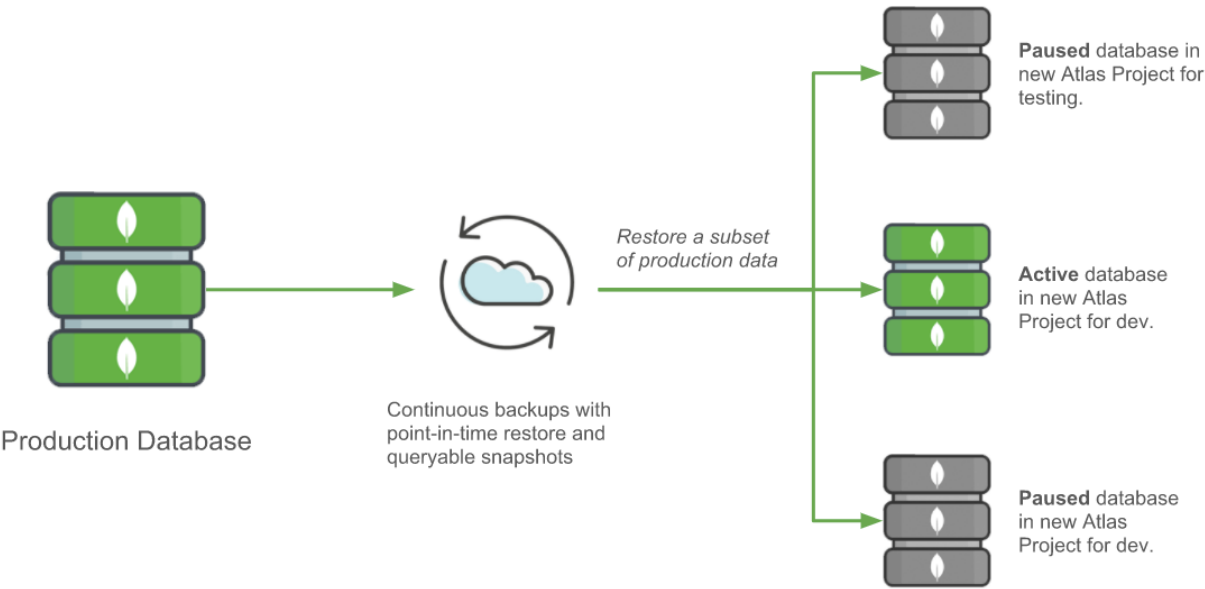 Production Database
Continuous backups with
point-in-time restore and
queryable snapshots
Restore a subset
of production data
Paused database in
new Atlas Project for
testing.
Active database
in new Atlas
Project for dev.
Paused database
in new Atlas
Project for dev.